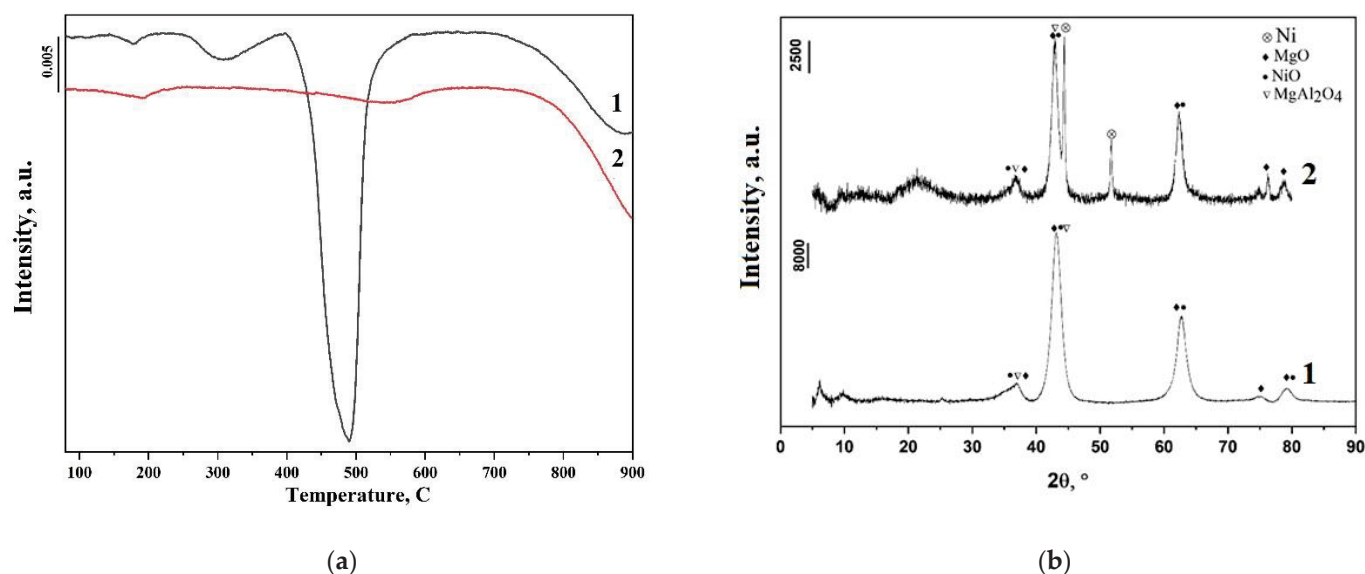 Intensity, a.u.
0.005
1
2
100 200 300 400 500 600 700 800 900
Temperature, C
(a)
Intensity, a.u.
2500
8000
⊗ Ni
♦ MgO
• NiO
▽ MgAl₂O₄
2
1
0 10 20 30 40 50 60 70 80 90
2θ, °
(b)